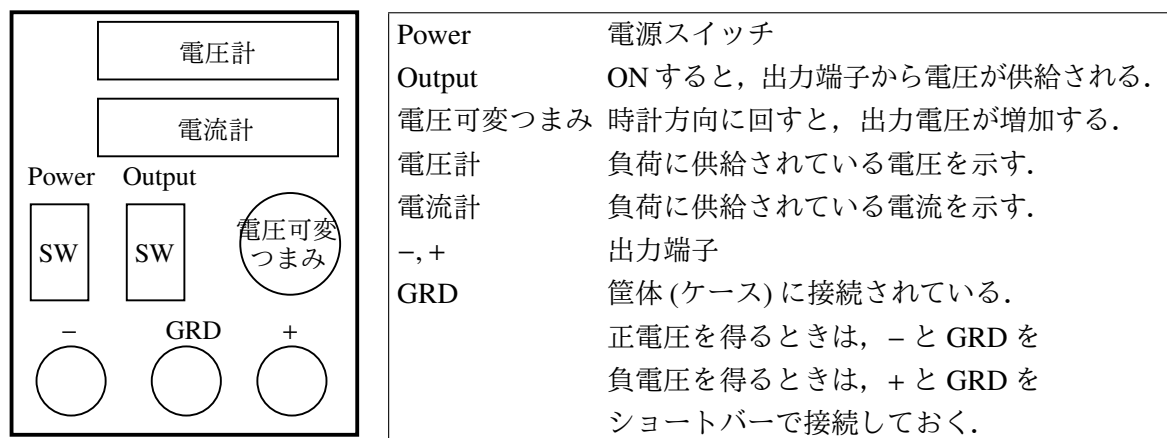 電圧計
電流計
Power Output
SW SW 電圧可変
つまみ
− GRD +
Power 電源スイッチ
Output ON すると，出力端子から電圧が供給される．
電圧可変つまみ 時計方向に回すと，出力電圧が増加する．
電圧計 負荷に供給されている電圧を示す．
電流計 負荷に供給されている電流を示す．
−, + 出力端子
GRD 筐体 (ケース) に接続されている．
正電圧を得るときは，− と GRD を
負電圧を得るときは，+ と GRD を
ショートバーで接続しておく．